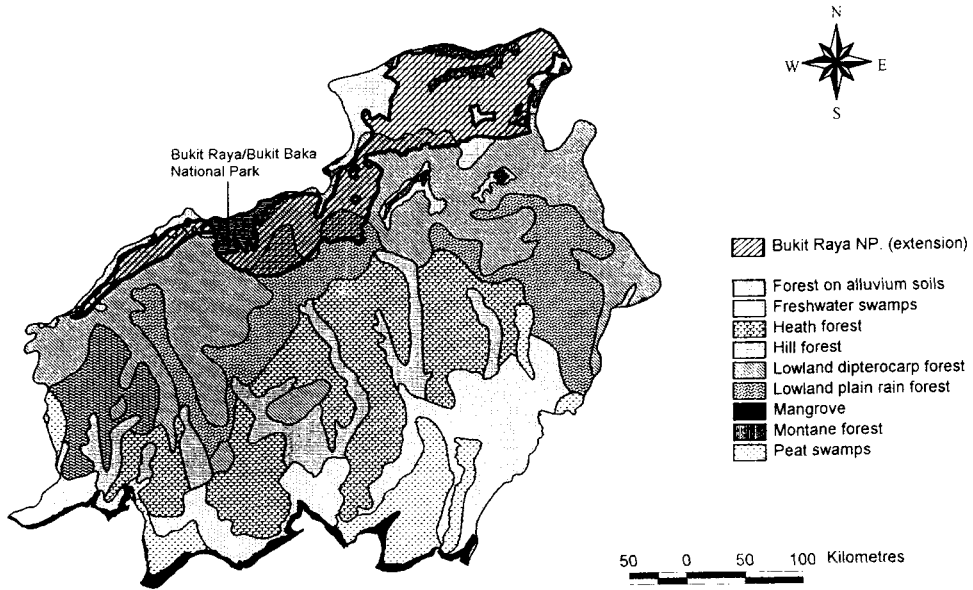 N
W E
S
Bukit Raya/Bukit Baka
National Park
Bukit Raya NP. (extension)
Forest on alluvium soils
Freshwater swamps
Heath forest
Hill forest
Lowland dipterocarp forest
Lowland plain rain forest
Mangrove
Montane forest
Peat swamps
50 0 50 100 Kilometres